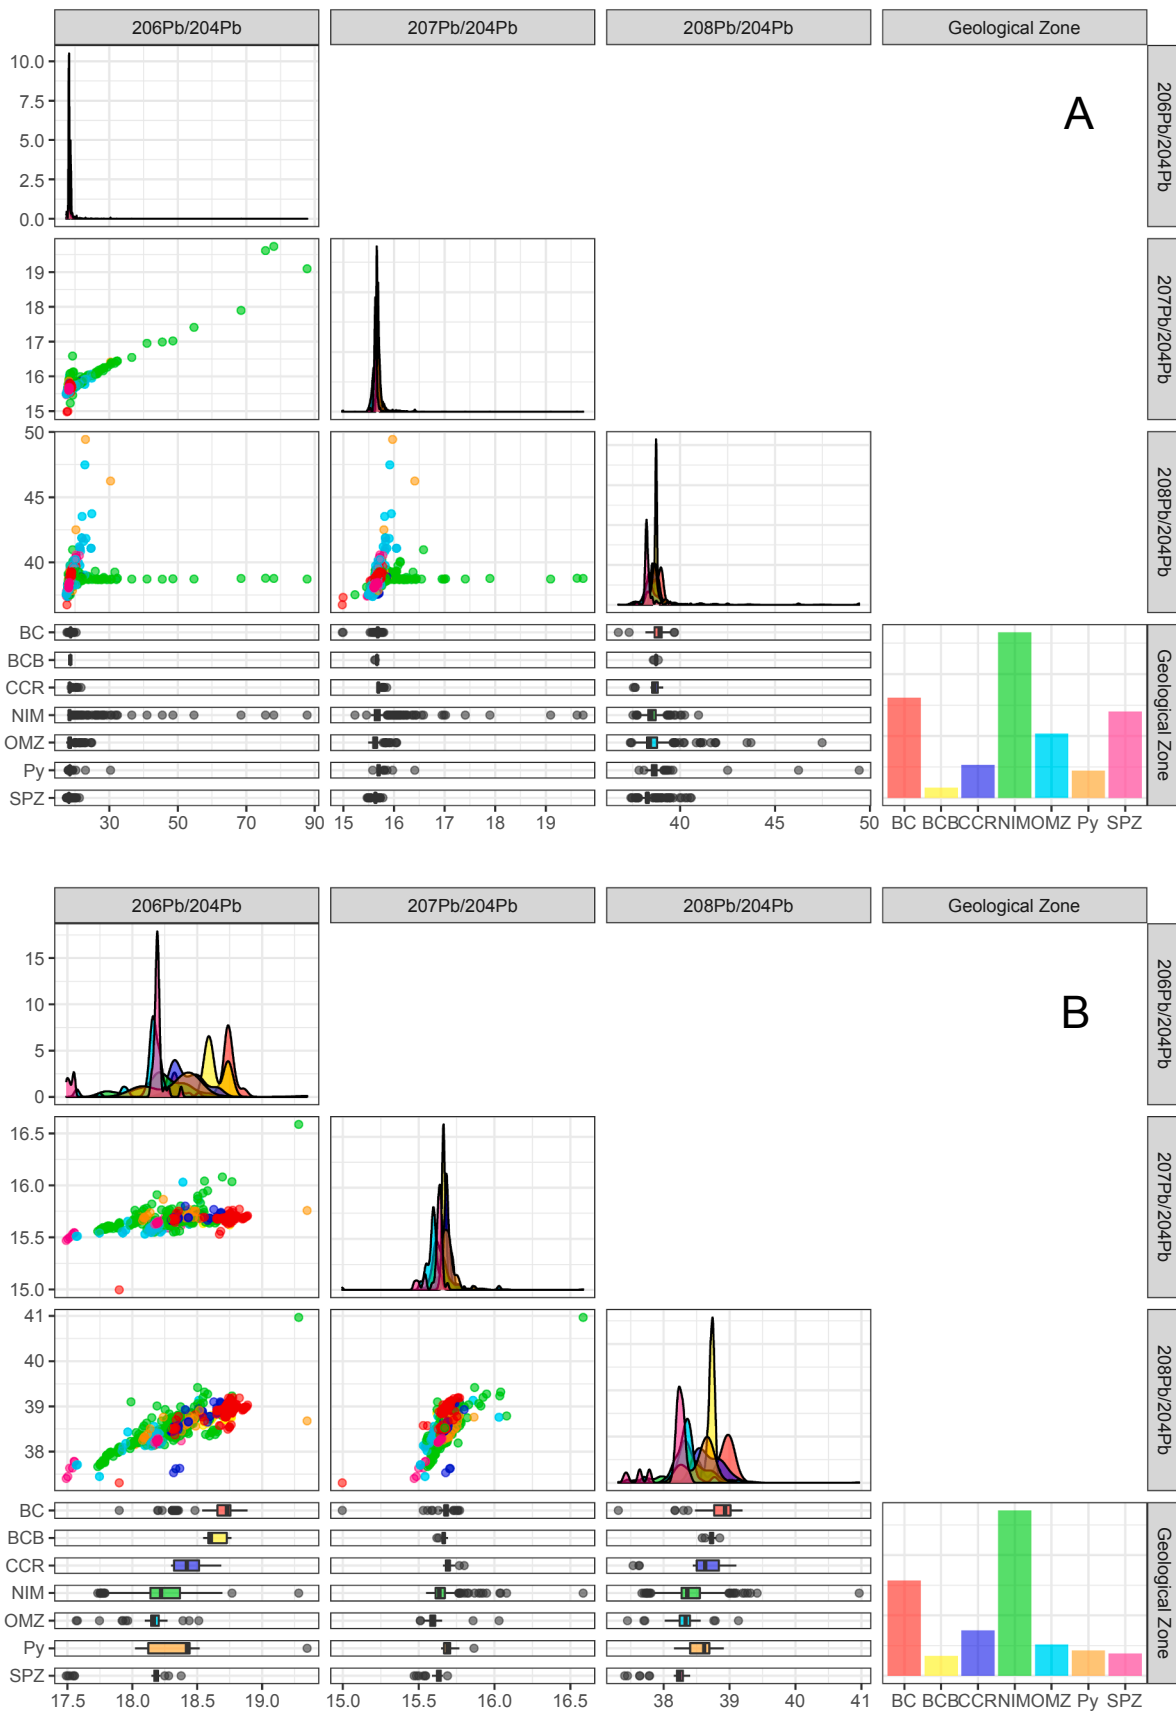 206Pb/204Pb 207Pb/204Pb 208Pb/204Pb Geological Zone
10.0
7.5
5.0
2.5
0.0
A
206Pb/204Pb
19
18
17
16
15
207Pb/204Pb
50
45
40
208Pb/204Pb
BC
BCB
CCR
NIM
OMZ
Py
SPZ
Geological Zone
30 50 70 90 15 16 17 18 19 40 45 50 BC BCB CCR NIM OMZ Py SPZ
206Pb/204Pb 207Pb/204Pb 208Pb/204Pb Geological Zone
15
10
5
0
B
206Pb/204Pb
16.5
16.0
15.5
15.0
207Pb/204Pb
41
40
39
38
208Pb/204Pb
BC
BCB
CCR
NIM
OMZ
Py
SPZ
Geological Zone
17.5 18.0 18.5 19.0 15.0 15.5 16.0 16.5 38 39 40 41 BC BCB CCR NIM OMZ Py SPZ